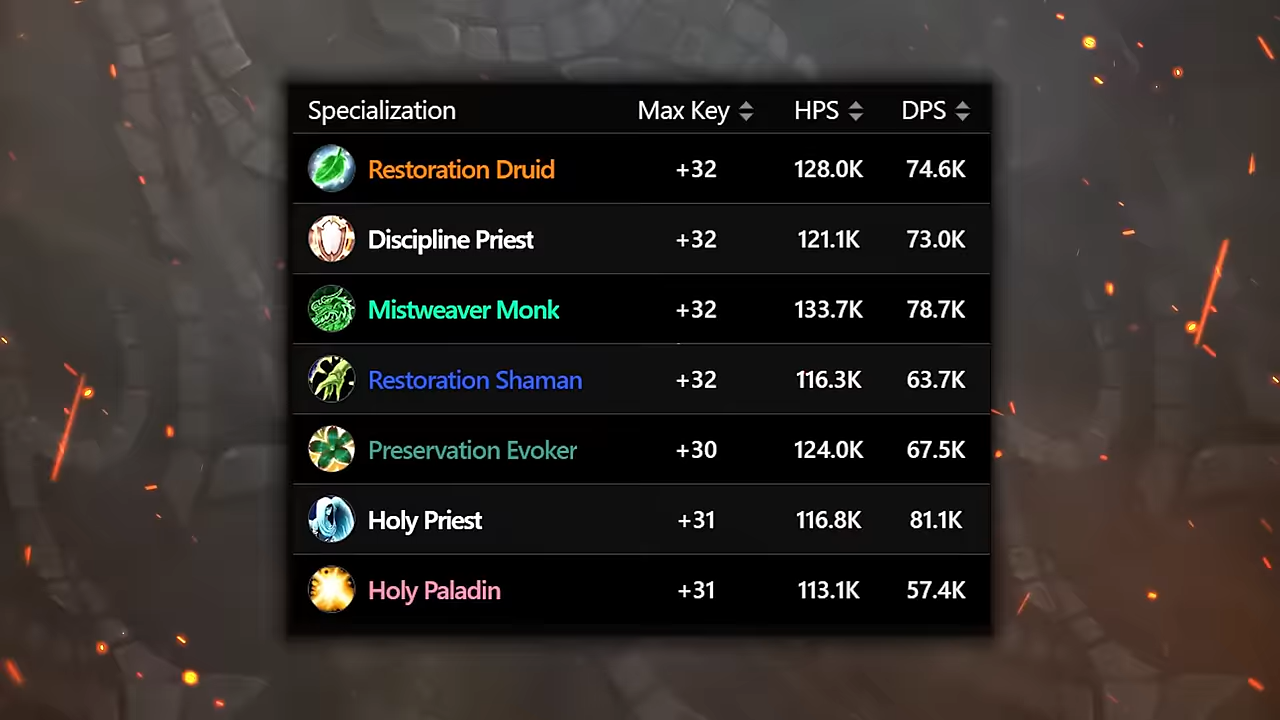 Specialization Max Key HPS DPS
Restoration Druid +32 128.0K 74.6K
Discipline Priest +32 121.1K 73.0K
Mistweaver Monk +32 133.7K 78.7K
Restoration Shaman +32 116.3K 63.7K
Preservation Evoker +30 124.0K 67.5K
Holy Priest +31 116.8K 81.1K
Holy Paladin +31 113.1K 57.4K